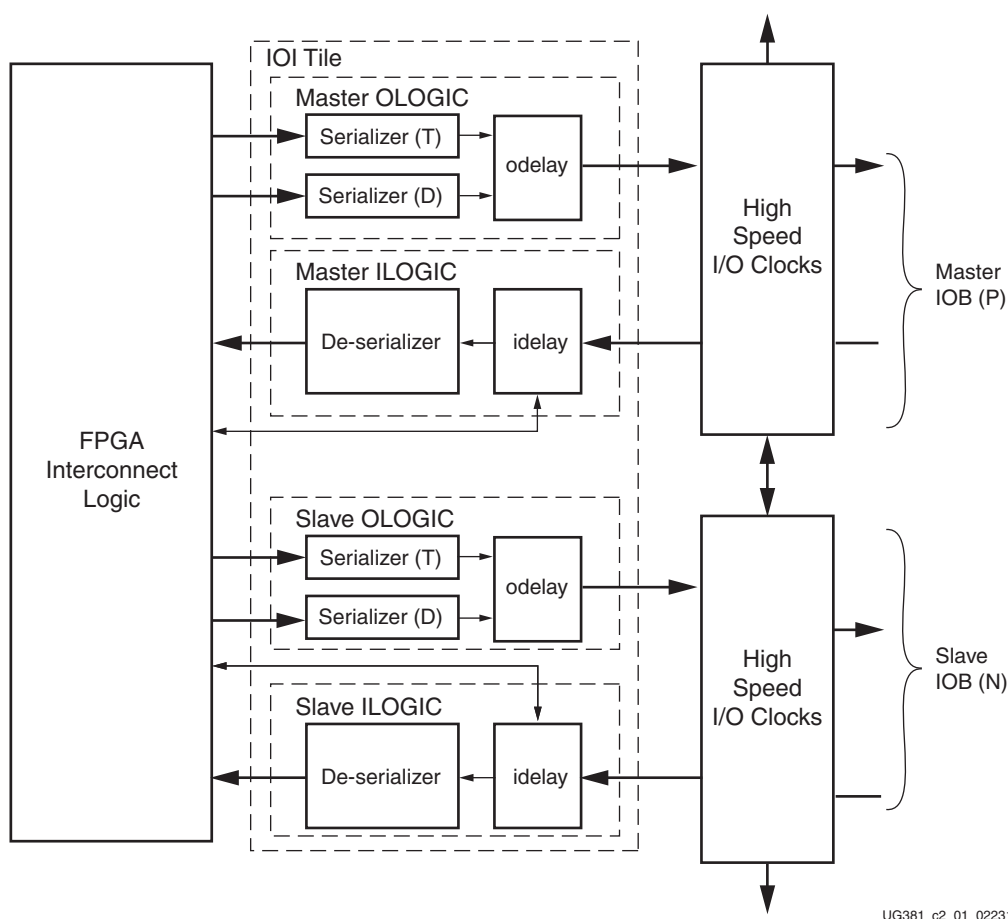 IOI Tile
Master OLOGIC
Serializer (T)
Serializer (D)
odelay
Master ILOGIC
De-serializer
idelay
High
Speed
I/O Clocks
Master
IOB (P)
FPGA
Interconnect
Logic
Slave OLOGIC
Serializer (T)
Serializer (D)
odelay
Slave ILOGIC
De-serializer
idelay
High
Speed
I/O Clocks
Slave
IOB (N)